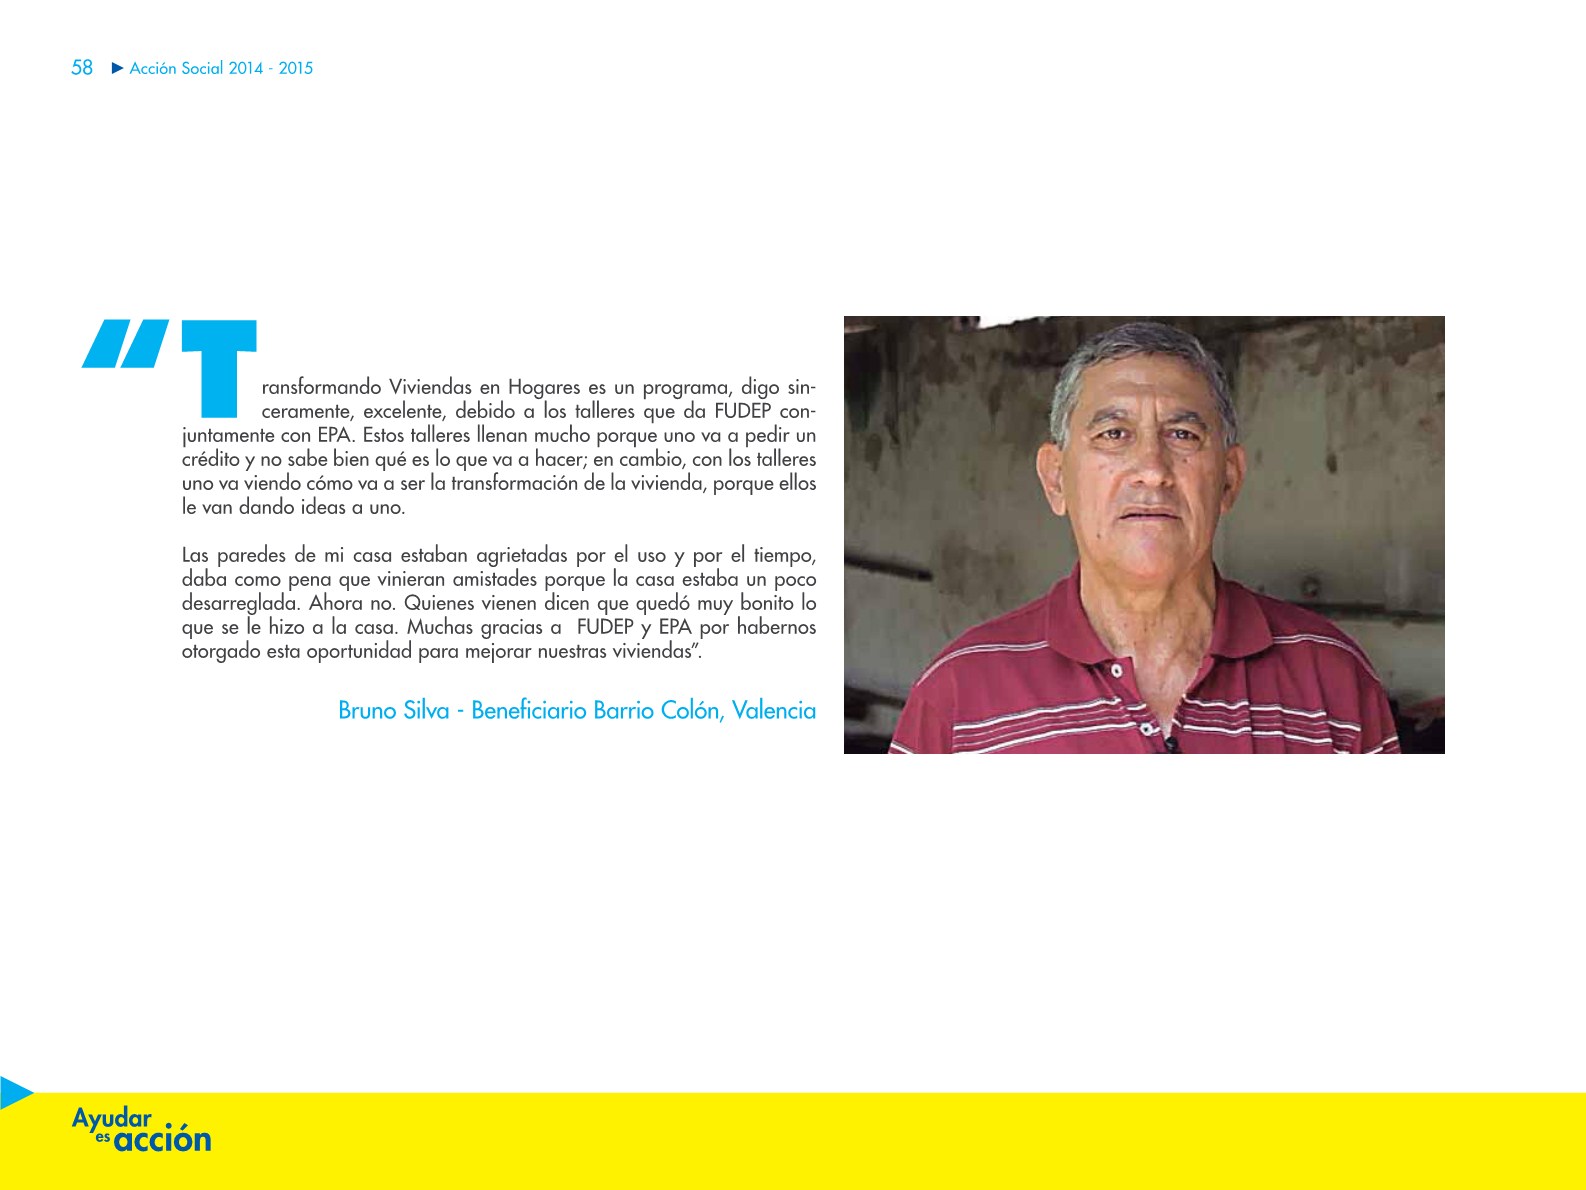 58 ▶ Acción Social 2014 - 2015
“Transformando Viviendas en Hogares es un programa, digo sin-
ceramente, excelente, debido a los talleres que da FUDEP con-
juntamente con EPA. Estos talleres llenan mucho porque uno va a pedir un
crédito y no sabe bien qué es lo que va a hacer; en cambio, con los talleres
uno va viendo cómo va a ser la transformación de la vivienda, porque ellos
le van dando ideas a uno.
Las paredes de mi casa estaban agrietadas por el uso y por el tiempo,
daba como pena que vinieran amistades porque la casa estaba un poco
desarreglada. Ahora no. Quienes vienen dicen que quedó muy bonito lo
que se le hizo a la casa. Muchas gracias a  FUDEP y EPA por habernos
otorgado esta oportunidad para mejorar nuestras viviendas”.
Bruno Silva - Beneficiario Barrio Colón, Valencia
Ayudar
es acción